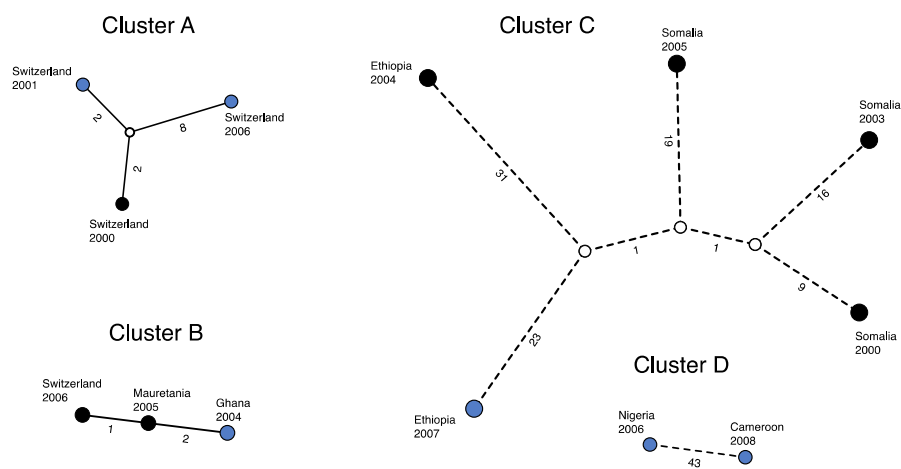 Cluster A
Switzerland
2001
2
8
Switzerland
2006
2
Switzerland
2000
Cluster B
Switzerland
2006
Mauretania
2005
Ghana
2004
1
2
Cluster C
Ethiopia
2004
Somalia
2005
Somalia
2003
31
19
16
1
1
9
23
Somalia
2000
Ethiopia
2007
Cluster D
Nigeria
2006
Cameroon
2008
43